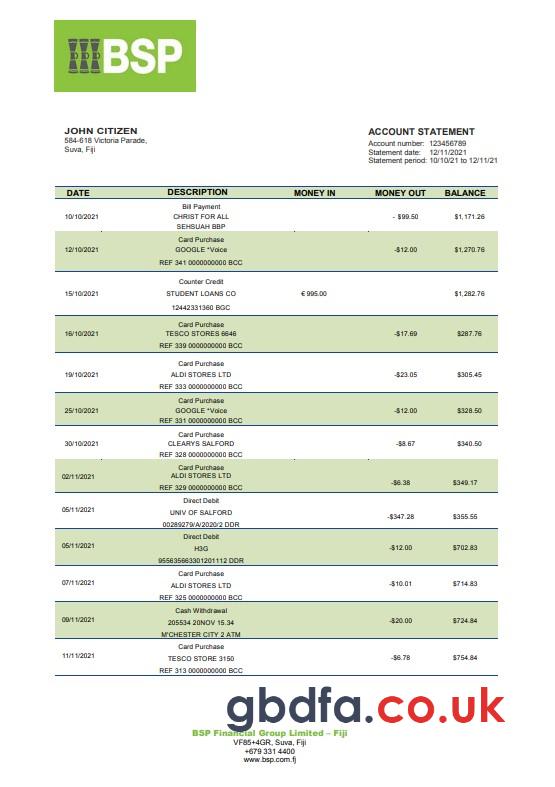 BSP
JOHN CITIZEN
584-618 Victoria Parade,
Suva, Fiji
ACCOUNT STATEMENT
Account number: 123456789
Statement date: 12/11/2021
Statement period: 10/10/21 to 12/11/21
DATE DESCRIPTION MONEY IN MONEY OUT BALANCE
Bill Payment
10/10/2021 CHRIST FOR ALL - $99.50 $1,171.26
SEHSUAH BBP
Card Purchase
12/10/2021 GOOGLE *Voice -$12.00 $1,270.76
REF 341 0000000000 BCC
Counter Credit
15/10/2021 STUDENT LOANS CO € 995.00 $1,282.76
12442331360 BGC
Card Purchase
16/10/2021 TESCO STORES 6646 -$17.69 $287.76
REF 339 0000000000 BCC
Card Purchase
19/10/2021 ALDI STORES LTD -$23.05 $305.45
REF 333 0000000000 BCC
Card Purchase
25/10/2021 GOOGLE *Voice -$12.00 $328.50
REF 331 0000000000 BCC
Card Purchase
30/10/2021 CLEARYS SALFORD -$8.67 $340.50
REF 328 0000000000 BCC
Card Purchase
02/11/2021 ALDI STORES LTD -$6.38 $349.17
REF 329 0000000000 BCC
Direct Debit
05/11/2021 UNIV OF SALFORD -$347.28 $355.55
00289279/A/2020/2 DDR
Direct Debit
05/11/2021 H3G -$12.00 $702.83
955635663301201112 DDR
Card Purchase
07/11/2021 ALDI STORES LTD -$10.01 $714.83
REF 325 0000000000 BCC
Cash Withdrawal
09/11/2021 205534 20NOV 15.34 -$20.00 $724.84
M'CHESTER CITY 2 ATM
Card Purchase
11/11/2021 TESCO STORE 3150 -$6.78 $754.84
REF 313 0000000000 BCC
gbdfa.co.uk
BSP Financial Group Limited – Fiji
VF85+4GR, Suva, Fiji
+679 331 4400
www.bsp.com.fj